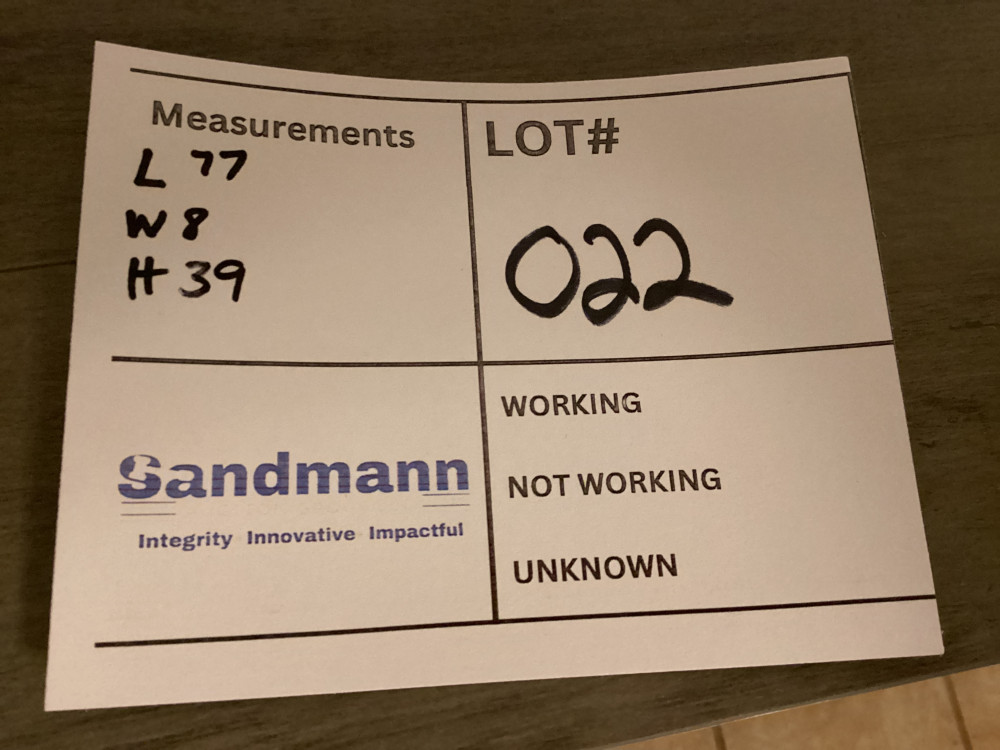 Measurements
L 77
W 8
H 39
LOT#
022
Sandmann
Integrity Innovative Impactful
WORKING
NOT WORKING
UNKNOWN